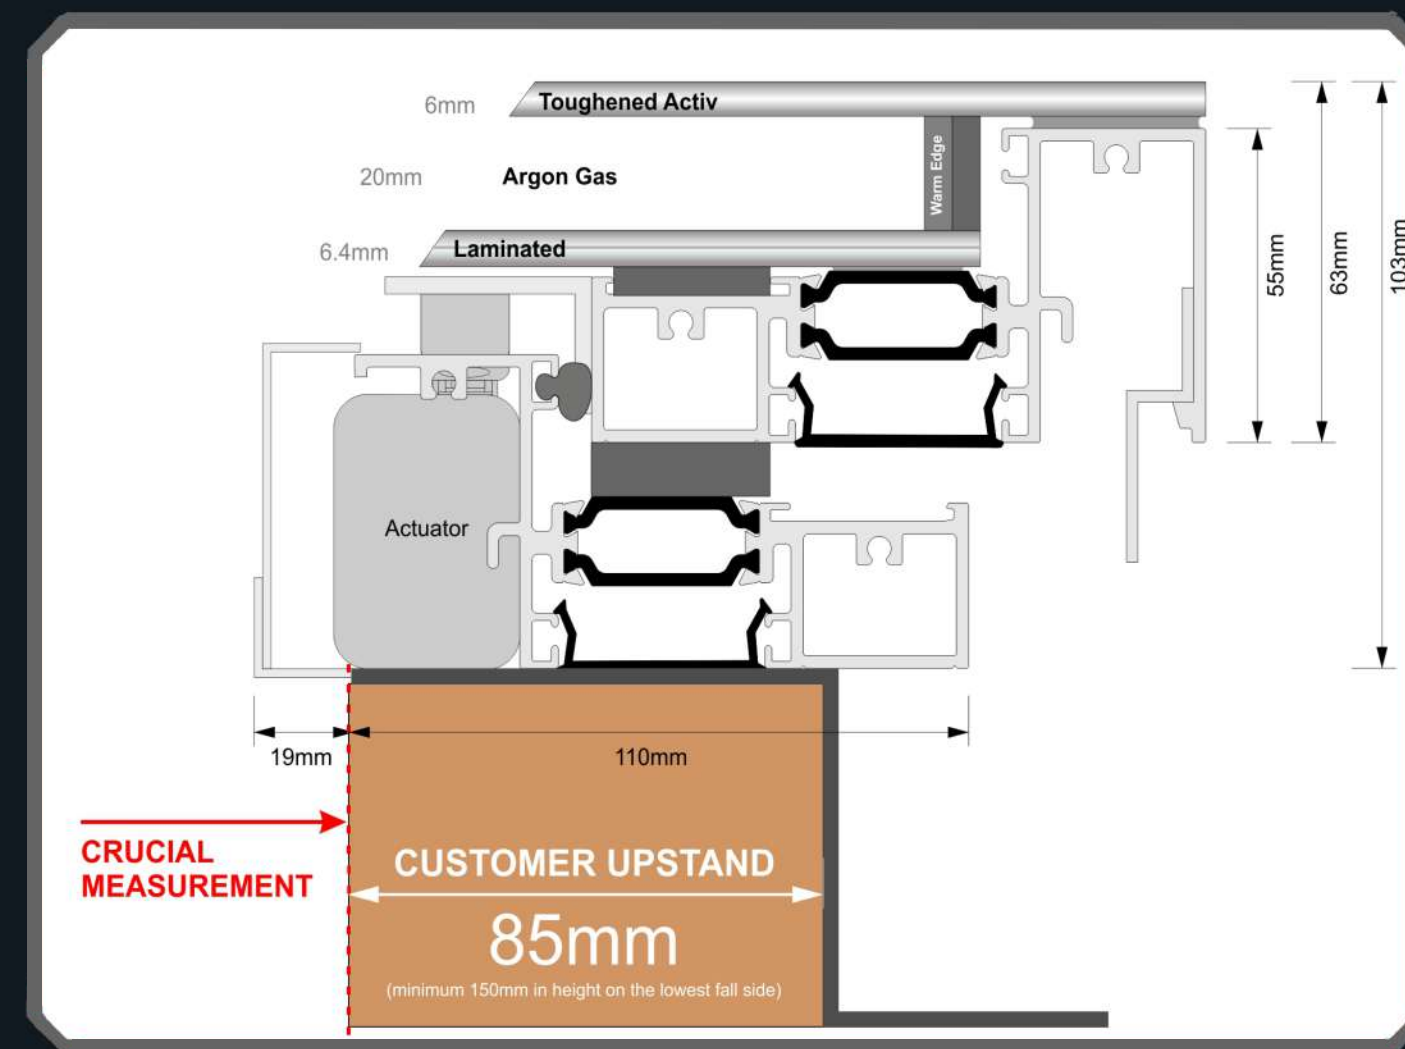 6mm
Toughened Activ
20mm
Argon Gas
Warm Edge
6.4mm
Laminated
55mm
63mm
103mm
Actuator
19mm
110mm
CRUCIAL
MEASUREMENT
CUSTOMER UPSTAND
85mm
(minimum 150mm in height on the lowest fall side)